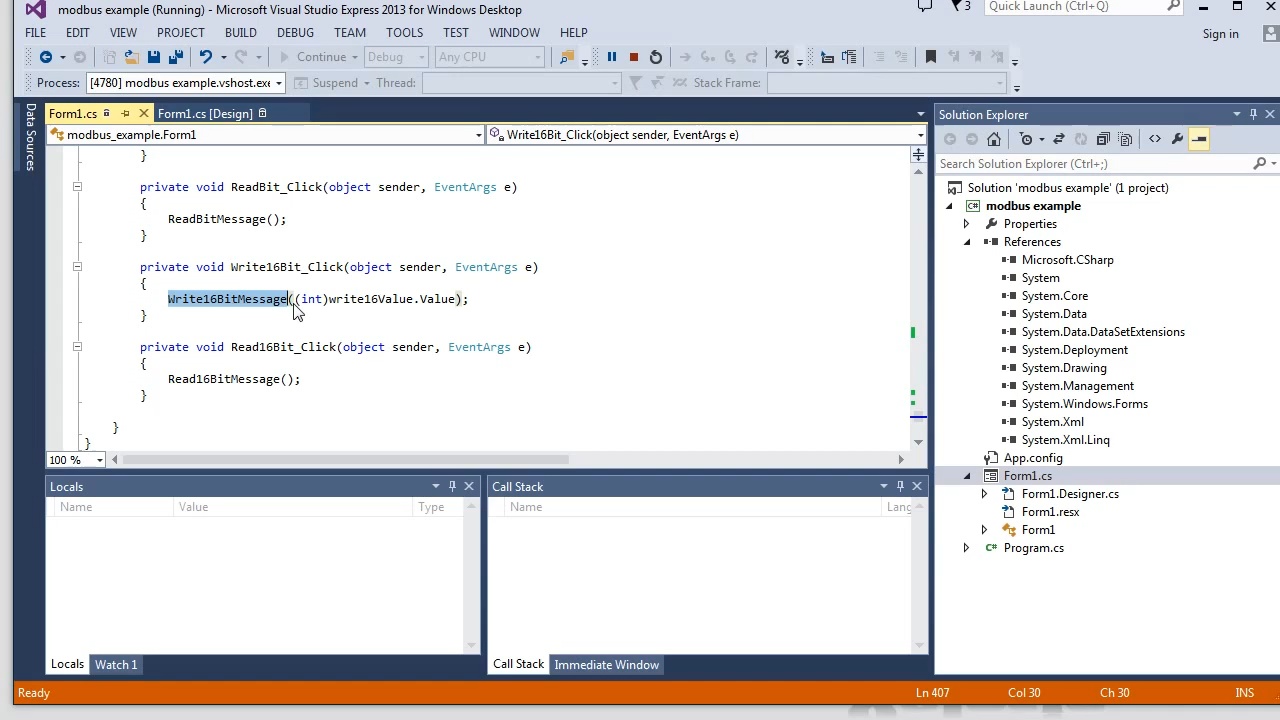 modbus example (Running) - Microsoft Visual Studio Express 2013 for Windows Desktop
3
Quick Launch (Ctrl+Q)
FILE EDIT VIEW PROJECT BUILD DEBUG TEAM TOOLS TEST WINDOW HELP
Sign in
Continue Debug Any CPU
Process: [4780] modbus example.vshost.exe Suspend Thread: Stack Frame:
Data Sources
Form1.cs Form1.cs [Design]
modbus_example.Form1 Write16Bit_Click(object sender, EventArgs e)
}
private void ReadBit_Click(object sender, EventArgs e)
{
ReadBitMessage();
}
private void Write16Bit_Click(object sender, EventArgs e)
{
Write16BitMessage((int)write16Value.Value);
}
private void Read16Bit_Click(object sender, EventArgs e)
{
Read16BitMessage();
}
}
}
100 %
Locals
Name Value Type
Locals Watch 1
Call Stack
Name Lang
Call Stack Immediate Window
Solution Explorer
Search Solution Explorer (Ctrl+;)
Solution 'modbus example' (1 project)
C# modbus example
Properties
References
Microsoft.CSharp
System
System.Core
System.Data
System.Data.DataSetExtensions
System.Deployment
System.Drawing
System.Management
System.Windows.Forms
System.Xml
System.Xml.Linq
App.config
Form1.cs
Form1.Designer.cs
Form1.resx
Form1
C# Program.cs
Ready Ln 407 Col 30 Ch 30 INS